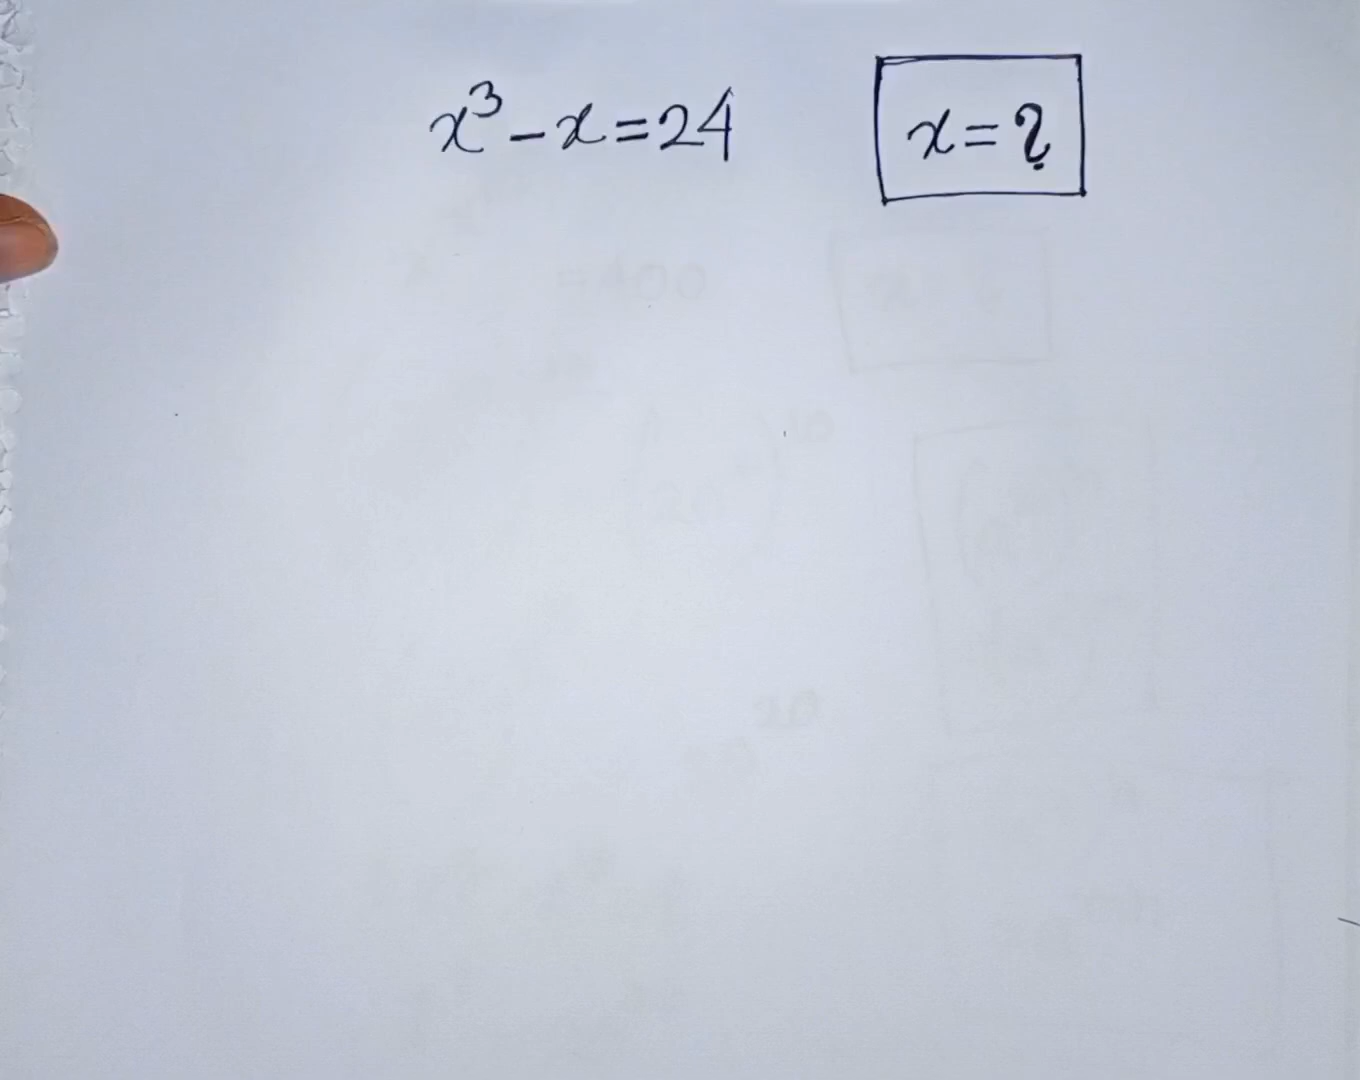 x³ - x = 24
x = ?